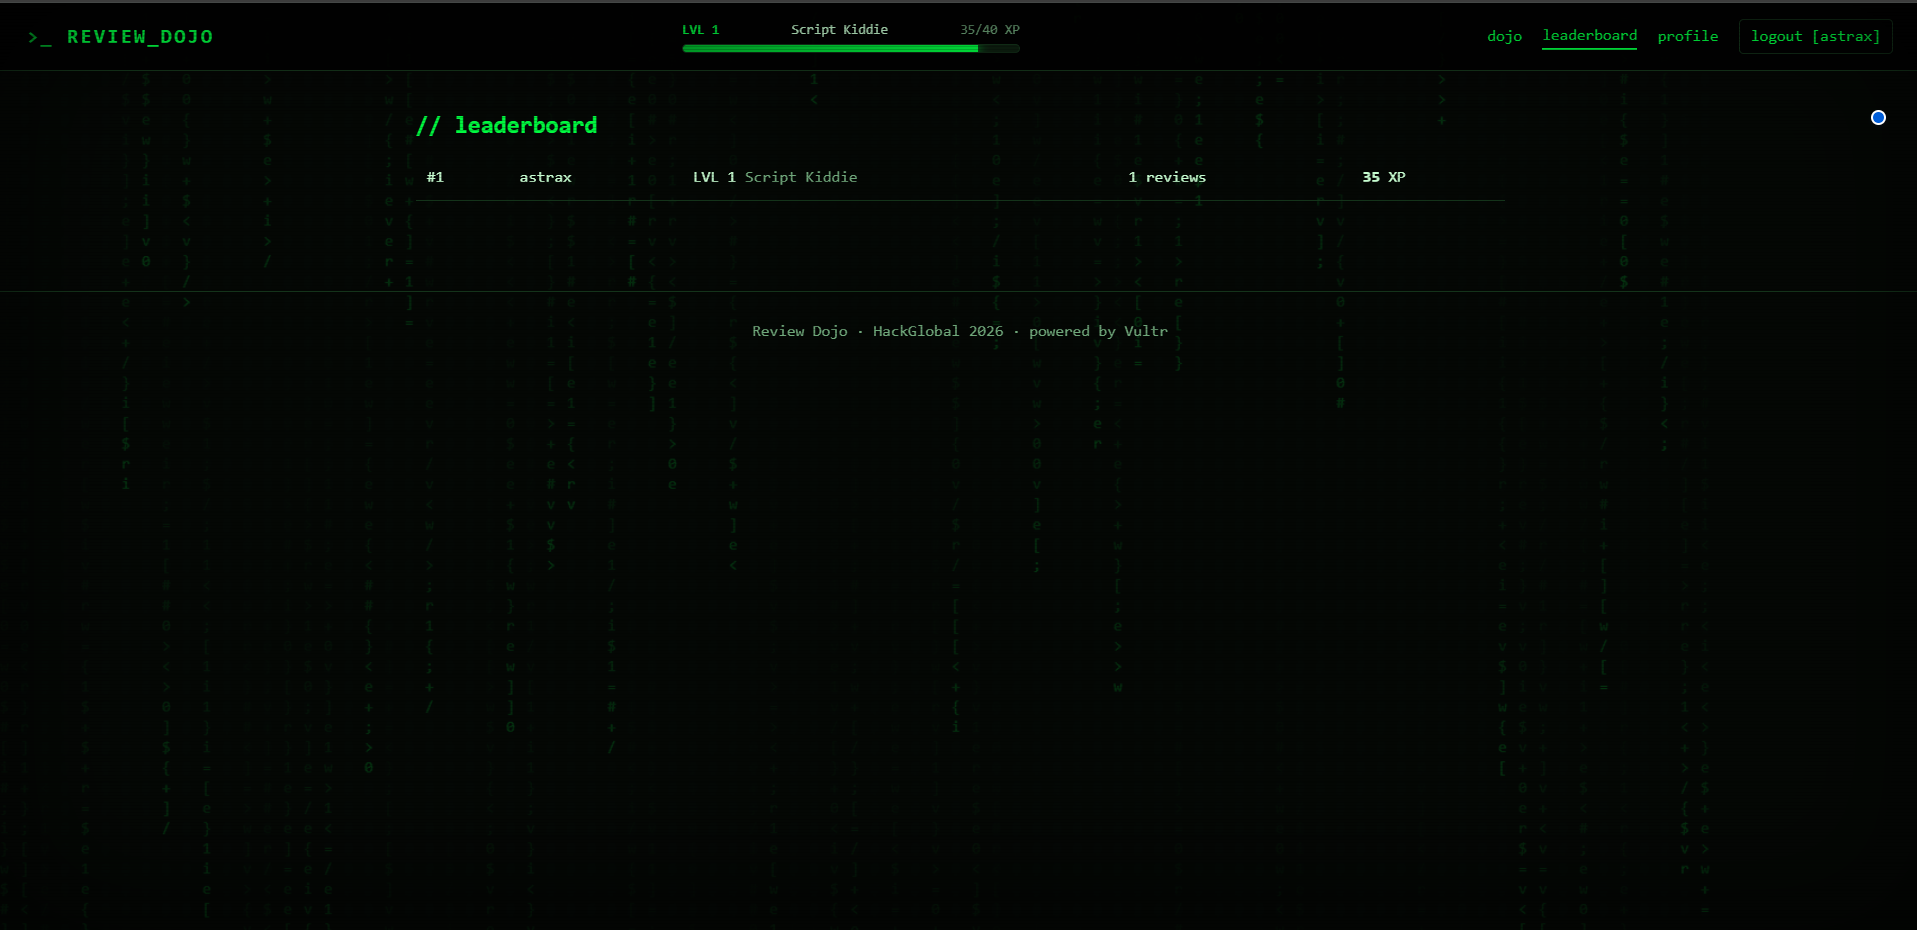 >_ REVIEW_DOJO
LVL 1 Script Kiddie 35/40 XP
dojo leaderboard profile logout [astrax]
// leaderboard
#1 astrax LVL 1 Script Kiddie 1 reviews 35 XP
Review Dojo · HackGlobal 2026 · powered by Vultr